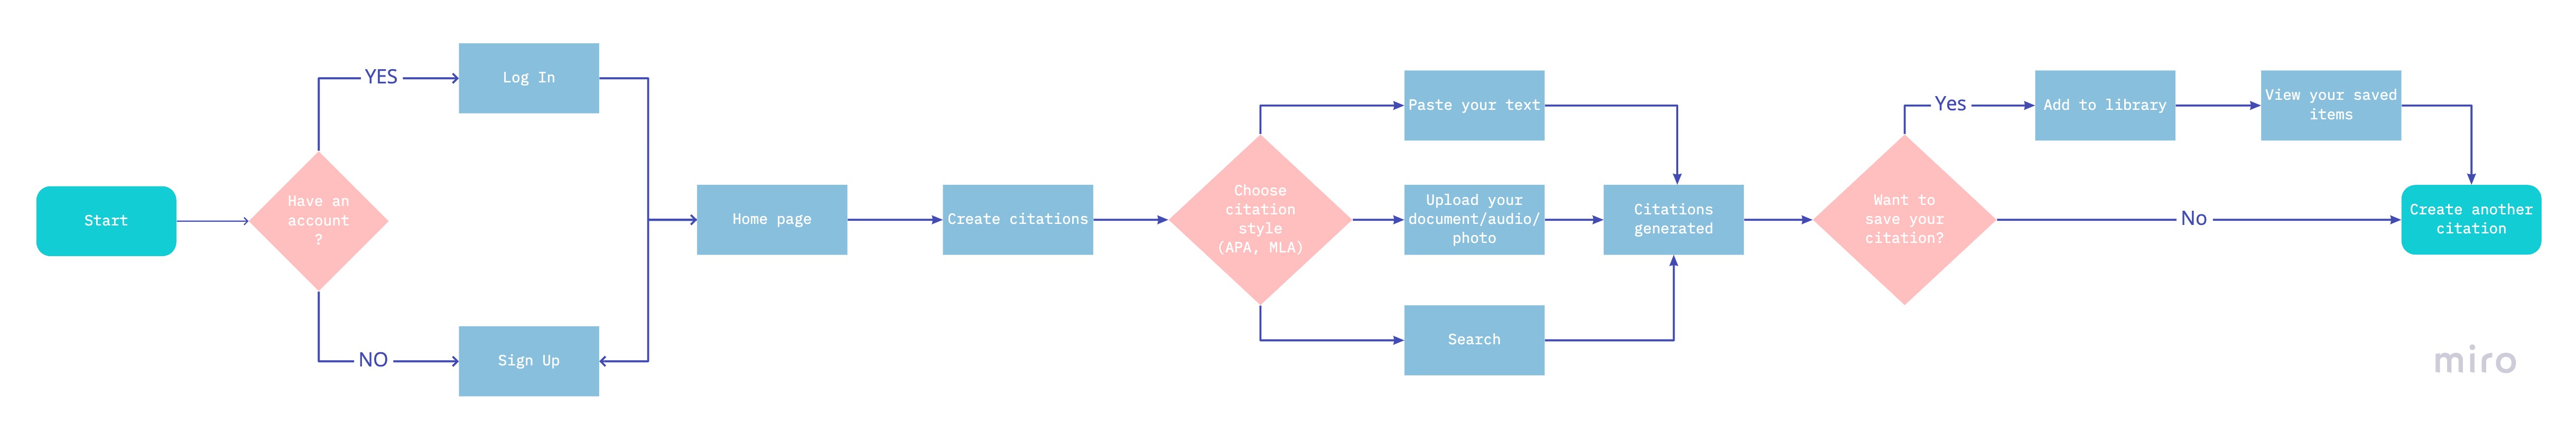 Start
Have an
account
?
YES
NO
Log In
Sign Up
Home page
Create citations
Choose
citation
style
(APA, MLA)
Paste your text
Upload your
document/audio/
photo
Search
Citations
generated
Want to
save your
citation?
Yes
No
Add to library
View your saved
items
Create another
citation
miro